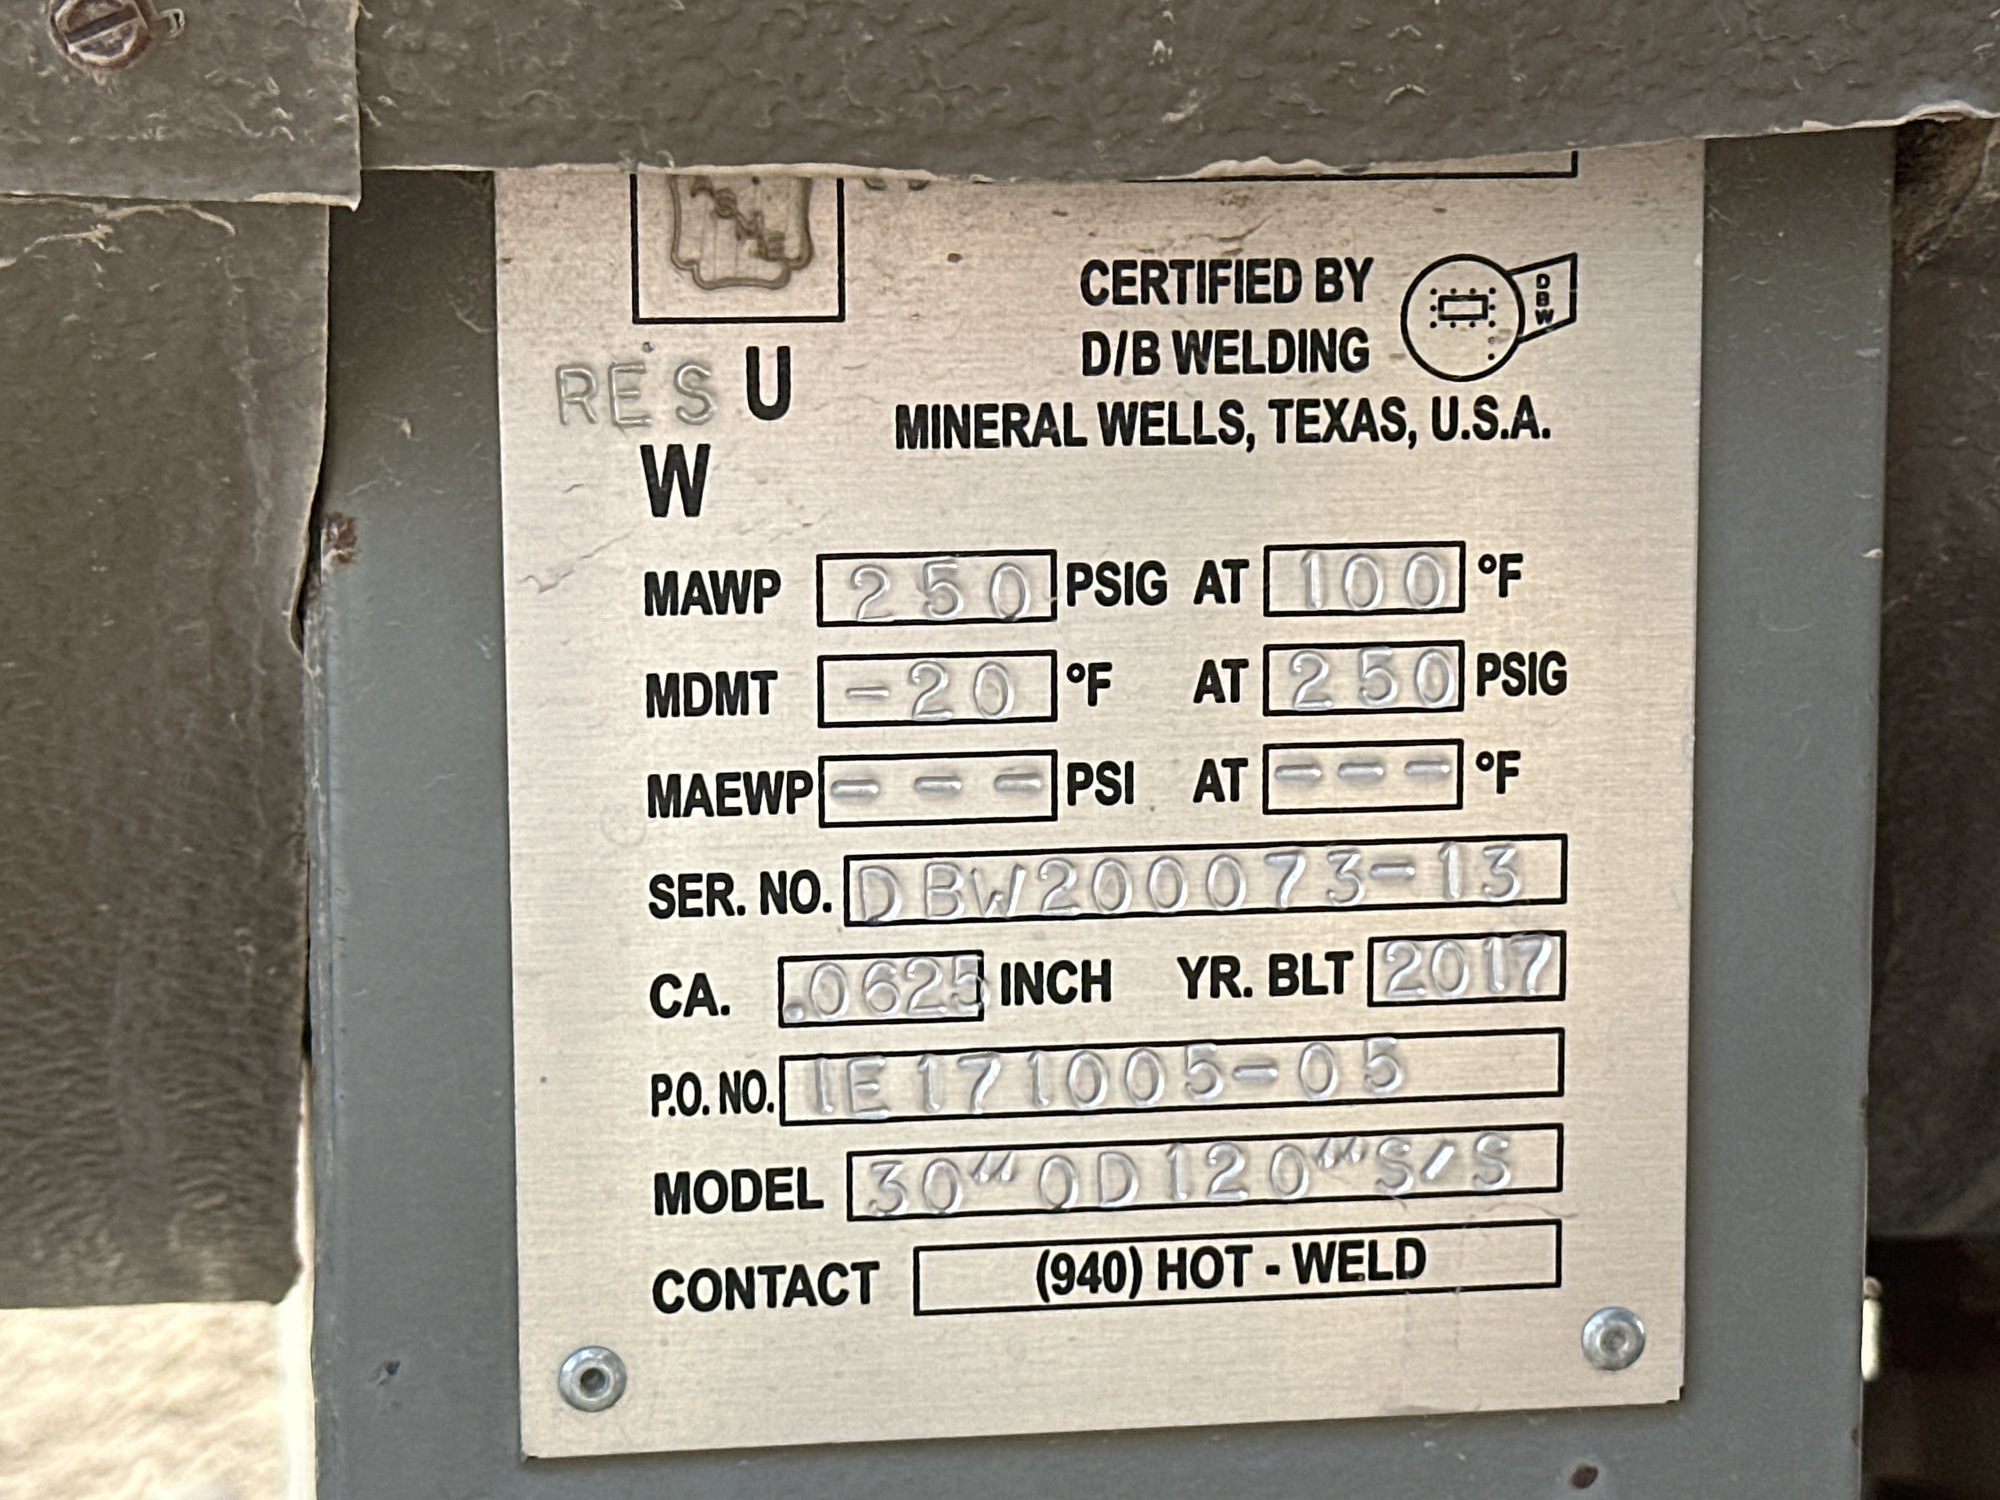 ASME
CERTIFIED BY
D/B WELDING
DBW
MINERAL WELLS, TEXAS, U.S.A.
RES U
W
MAWP 250 PSIG AT 100 °F
MDMT -20 °F AT 250 PSIG
MAEWP --- PSI AT --- °F
SER. NO. DBW200073-13
CA. .0625 INCH YR. BLT 2017
P.O. NO. IE171005-05
MODEL 30"OD120"S/S
CONTACT (940) HOT - WELD